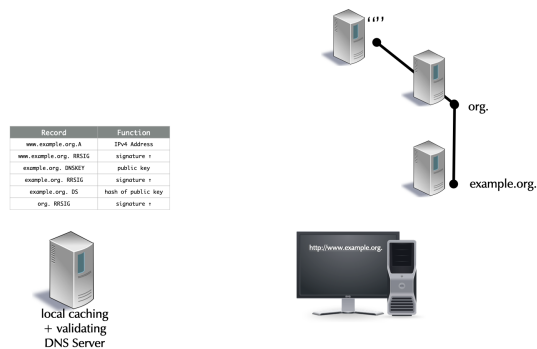 “”
org.
example.org.
Record Function
www.example.org.A IPv4 Address
www.example.org. RRSIG signature ↑
example.org. DNSKEY public key
example.org. RRSIG signature ↑
example.org. DS hash of public key
org. RRSIG signature ↑
http://www.example.org.
local caching
+ validating
DNS Server